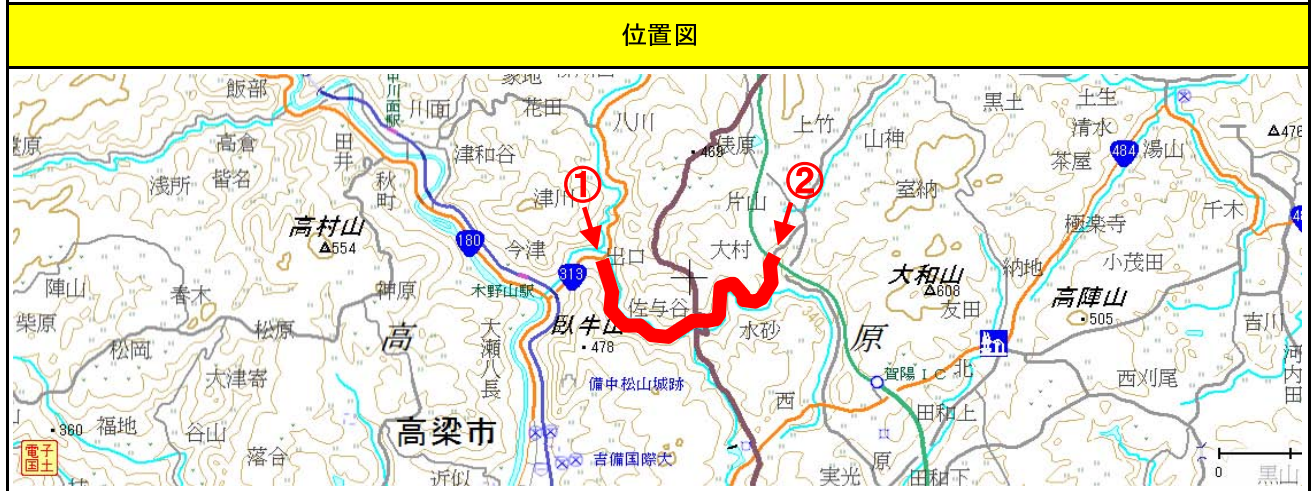 位置図
飯部
川面
花田
八川
上竹
山神
黒土
土生
清水
484
湯山
高倉
田井
津和谷
・469
俵原
茶屋
浅所
皆名
秋町
①
②
室納
津川
片山
千木
高村山
△554
極楽寺
180
今津
出口
大村
大和山
△608
納地
小茂田
313
陣山
春木
神原
木野山駅
佐与谷
友田
高陣山
・505
柴原
松原
高
大瀬八長
臥牛山
・478
水砂
340
原
吉川
松岡
河内田
大津寄
備中松山城跡
賀陽IC
北
西刈尾
西
田和上
・360
福地
谷山
高梁市
電子国土
落合
近似
吉備国際大
実光
原
田和下
0
黒山